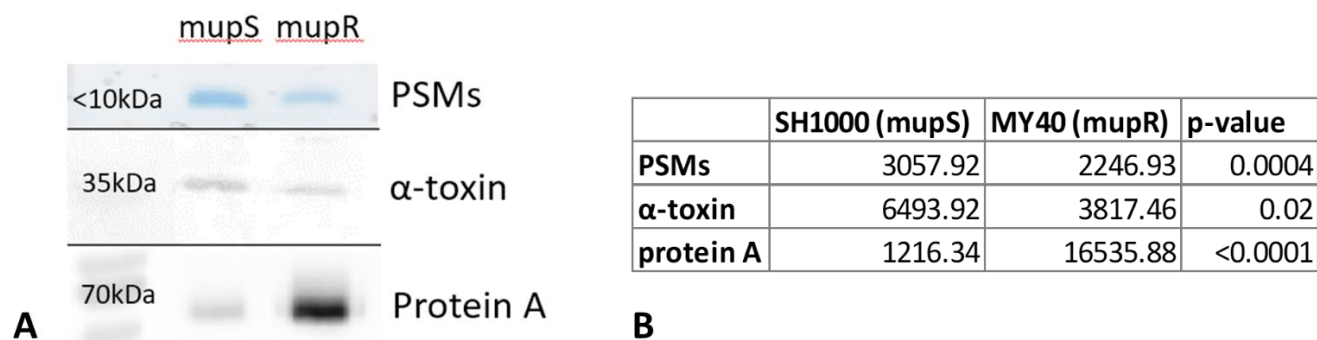 mupS mupR
<10kDa PSMs
35kDa α-toxin
70kDa Protein A
A
SH1000 (mupS) MY40 (mupR) p-value
PSMs 3057.92 2246.93 0.0004
α-toxin 6493.92 3817.46 0.02
protein A 1216.34 16535.88 <0.0001
B